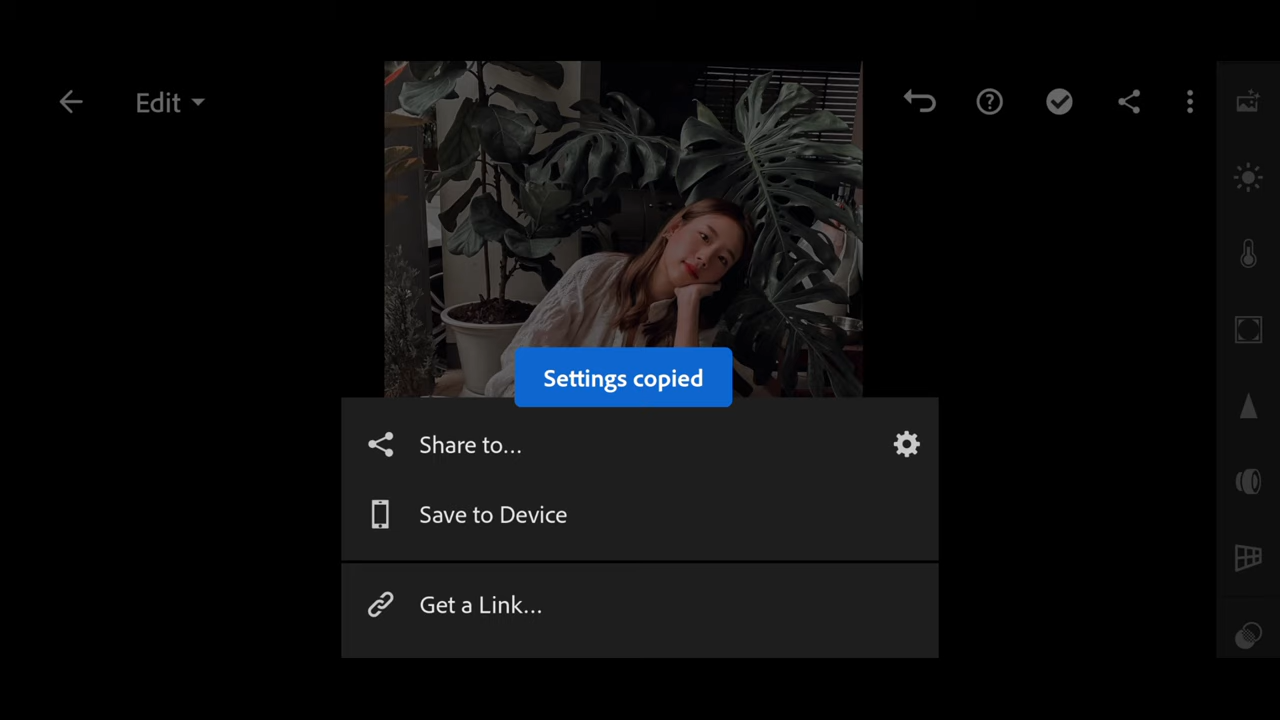 Edit
Settings copied
Share to...
Save to Device
Get a Link...